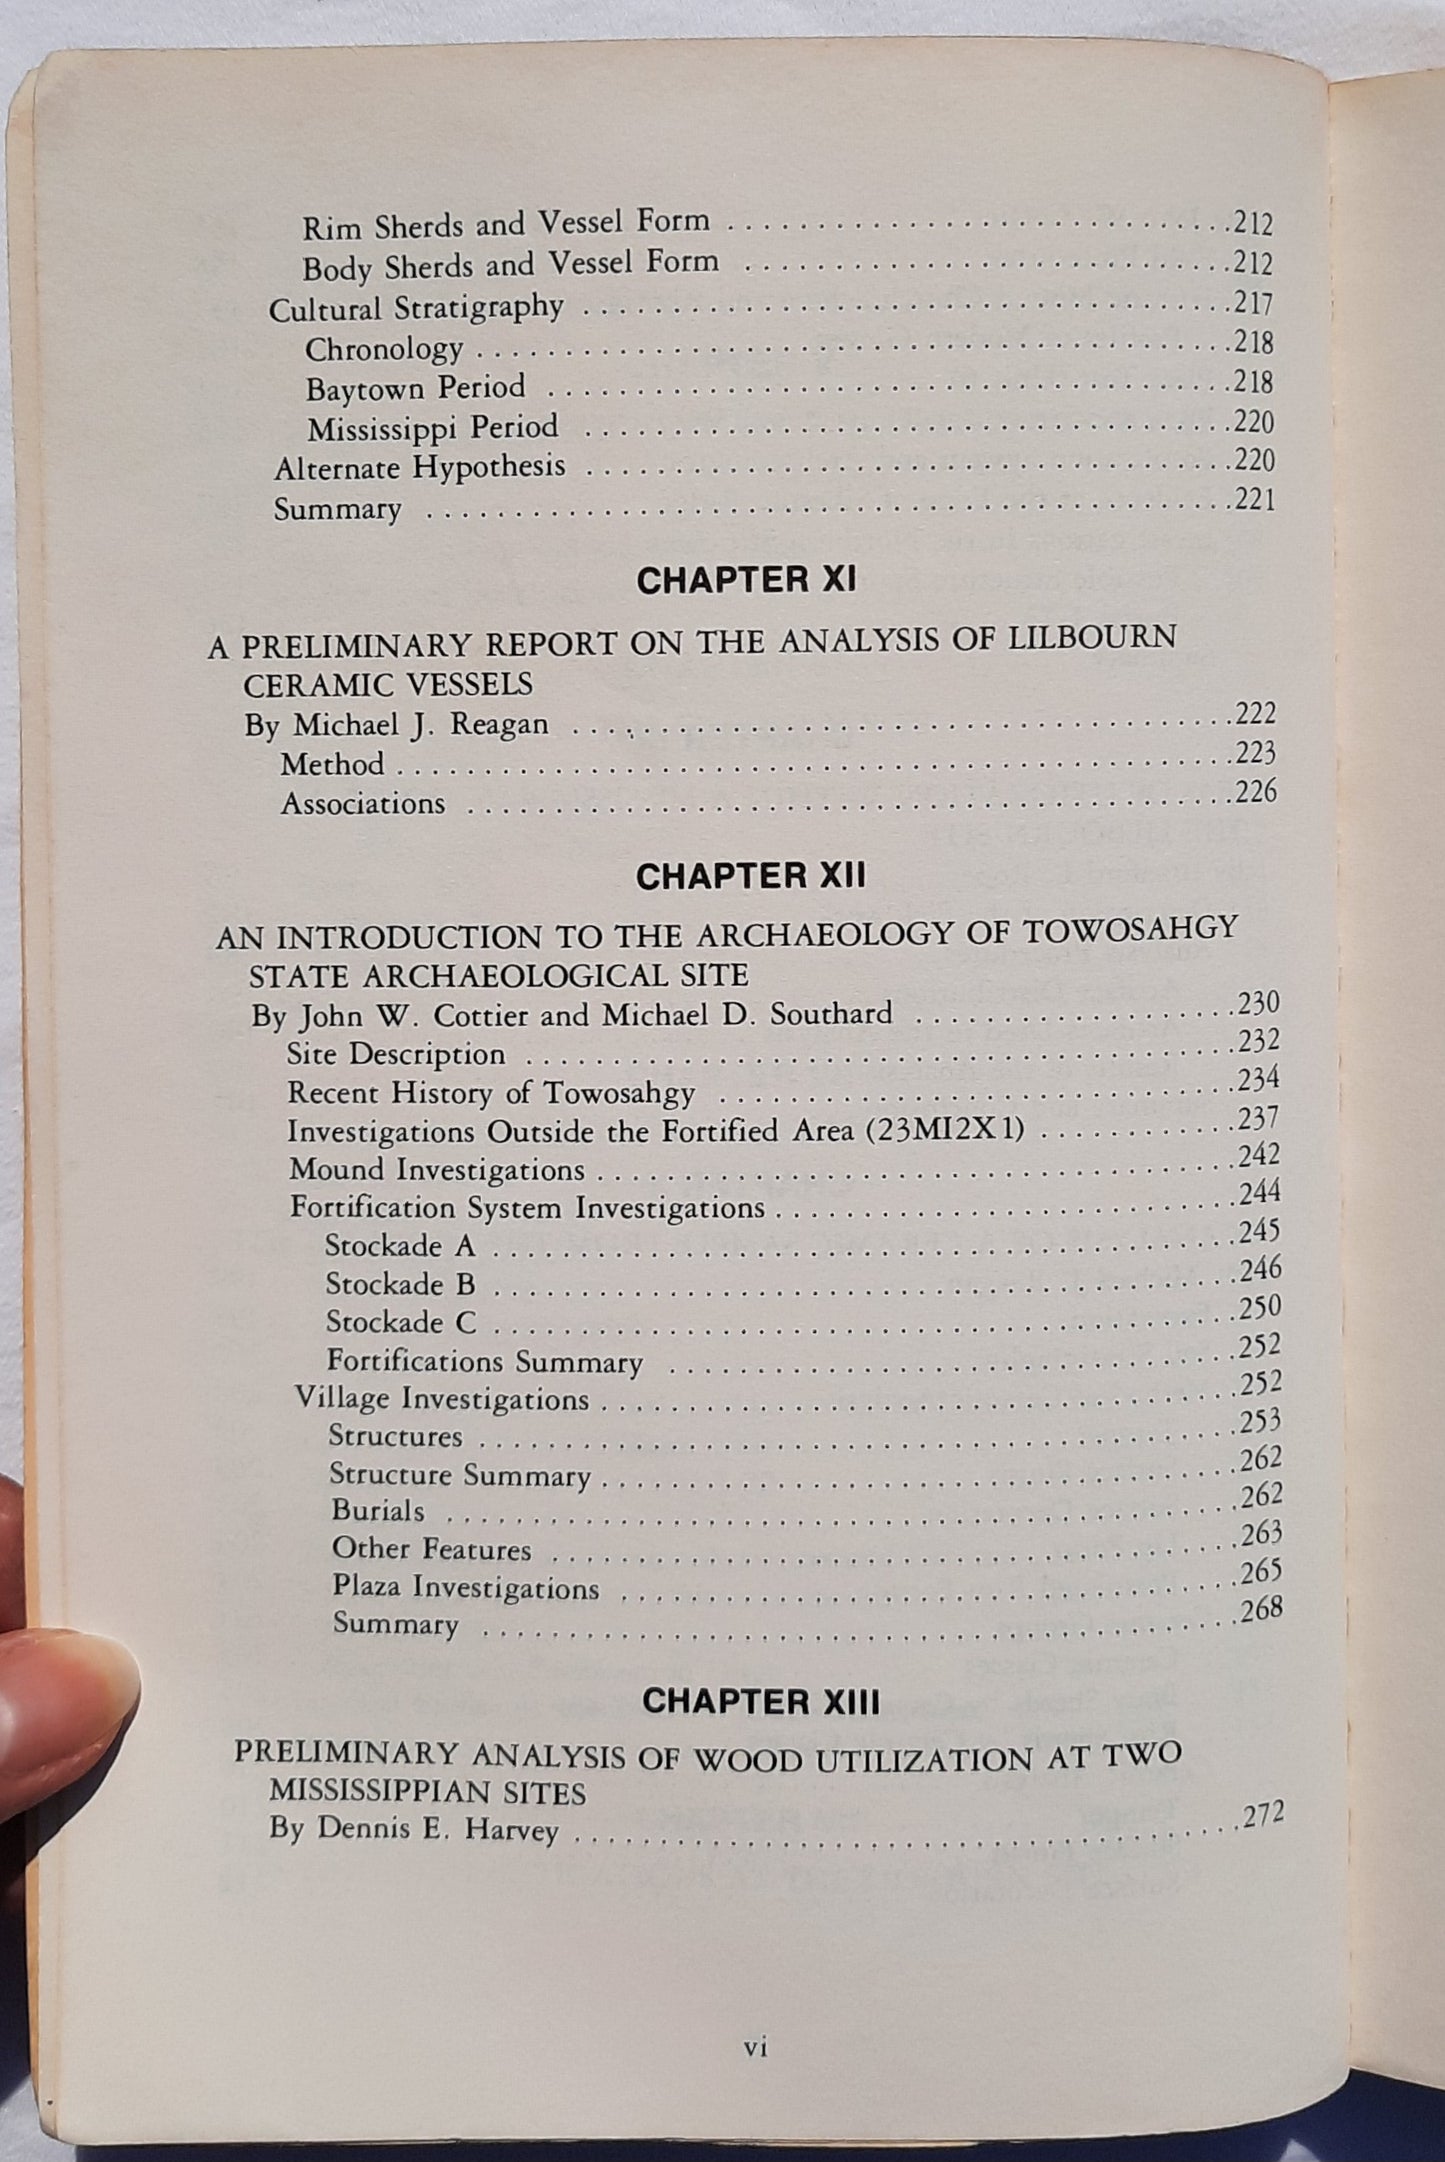 Rim Sherds and Vessel Form . . . . . . . . . . . . . . . . . . . . . . . . . . . . . 212
Body Sherds and Vessel Form . . . . . . . . . . . . . . . . . . . . . . . . . . . . 212
Cultural Stratigraphy . . . . . . . . . . . . . . . . . . . . . . . . . . . . . . . . . . . . . 217
Chronology . . . . . . . . . . . . . . . . . . . . . . . . . . . . . . . . . . . . . . . . . . . 218
Baytown Period . . . . . . . . . . . . . . . . . . . . . . . . . . . . . . . . . . . . . . . 218
Mississippi Period . . . . . . . . . . . . . . . . . . . . . . . . . . . . . . . . . . . . . 220
Alternate Hypothesis . . . . . . . . . . . . . . . . . . . . . . . . . . . . . . . . . . . . . 220
Summary . . . . . . . . . . . . . . . . . . . . . . . . . . . . . . . . . . . . . . . . . . . . . . 221
CHAPTER XI
A PRELIMINARY REPORT ON THE ANALYSIS OF LILBOURN
CERAMIC VESSELS
By Michael J. Reagan . . . . . . . . . . . . . . . . . . . . . . . . . . . . . . . . . . . . . . 222
Method . . . . . . . . . . . . . . . . . . . . . . . . . . . . . . . . . . . . . . . . . . . . . . . . 223
Associations . . . . . . . . . . . . . . . . . . . . . . . . . . . . . . . . . . . . . . . . . . . . 226
CHAPTER XII
AN INTRODUCTION TO THE ARCHAEOLOGY OF TOWOSAHGY
STATE ARCHAEOLOGICAL SITE
By John W. Cottier and Michael D. Southard . . . . . . . . . . . . . . . . . . . 230
Site Description . . . . . . . . . . . . . . . . . . . . . . . . . . . . . . . . . . . . . . . . . 232
Recent History of Towosahgy . . . . . . . . . . . . . . . . . . . . . . . . . . . . . . 234
Investigations Outside the Fortified Area (23MI2X1) . . . . . . . . . . . . 237
Mound Investigations . . . . . . . . . . . . . . . . . . . . . . . . . . . . . . . . . . . . . 242
Fortification System Investigations . . . . . . . . . . . . . . . . . . . . . . . . . . . 244
Stockade A . . . . . . . . . . . . . . . . . . . . . . . . . . . . . . . . . . . . . . . . . . . 245
Stockade B . . . . . . . . . . . . . . . . . . . . . . . . . . . . . . . . . . . . . . . . . . . 246
Stockade C . . . . . . . . . . . . . . . . . . . . . . . . . . . . . . . . . . . . . . . . . . . 250
Fortifications Summary . . . . . . . . . . . . . . . . . . . . . . . . . . . . . . . . . 252
Village Investigations . . . . . . . . . . . . . . . . . . . . . . . . . . . . . . . . . . . . . 252
Structures . . . . . . . . . . . . . . . . . . . . . . . . . . . . . . . . . . . . . . . . . . . . 253
Structure Summary . . . . . . . . . . . . . . . . . . . . . . . . . . . . . . . . . . . . . 262
Burials . . . . . . . . . . . . . . . . . . . . . . . . . . . . . . . . . . . . . . . . . . . . . . 262
Other Features . . . . . . . . . . . . . . . . . . . . . . . . . . . . . . . . . . . . . . . . 263
Plaza Investigations . . . . . . . . . . . . . . . . . . . . . . . . . . . . . . . . . . . . 265
Summary . . . . . . . . . . . . . . . . . . . . . . . . . . . . . . . . . . . . . . . . . . . . 268
CHAPTER XIII
PRELIMINARY ANALYSIS OF WOOD UTILIZATION AT TWO
MISSISSIPPIAN SITES
By Dennis E. Harvey . . . . . . . . . . . . . . . . . . . . . . . . . . . . . . . . . . . . . . 272
vi